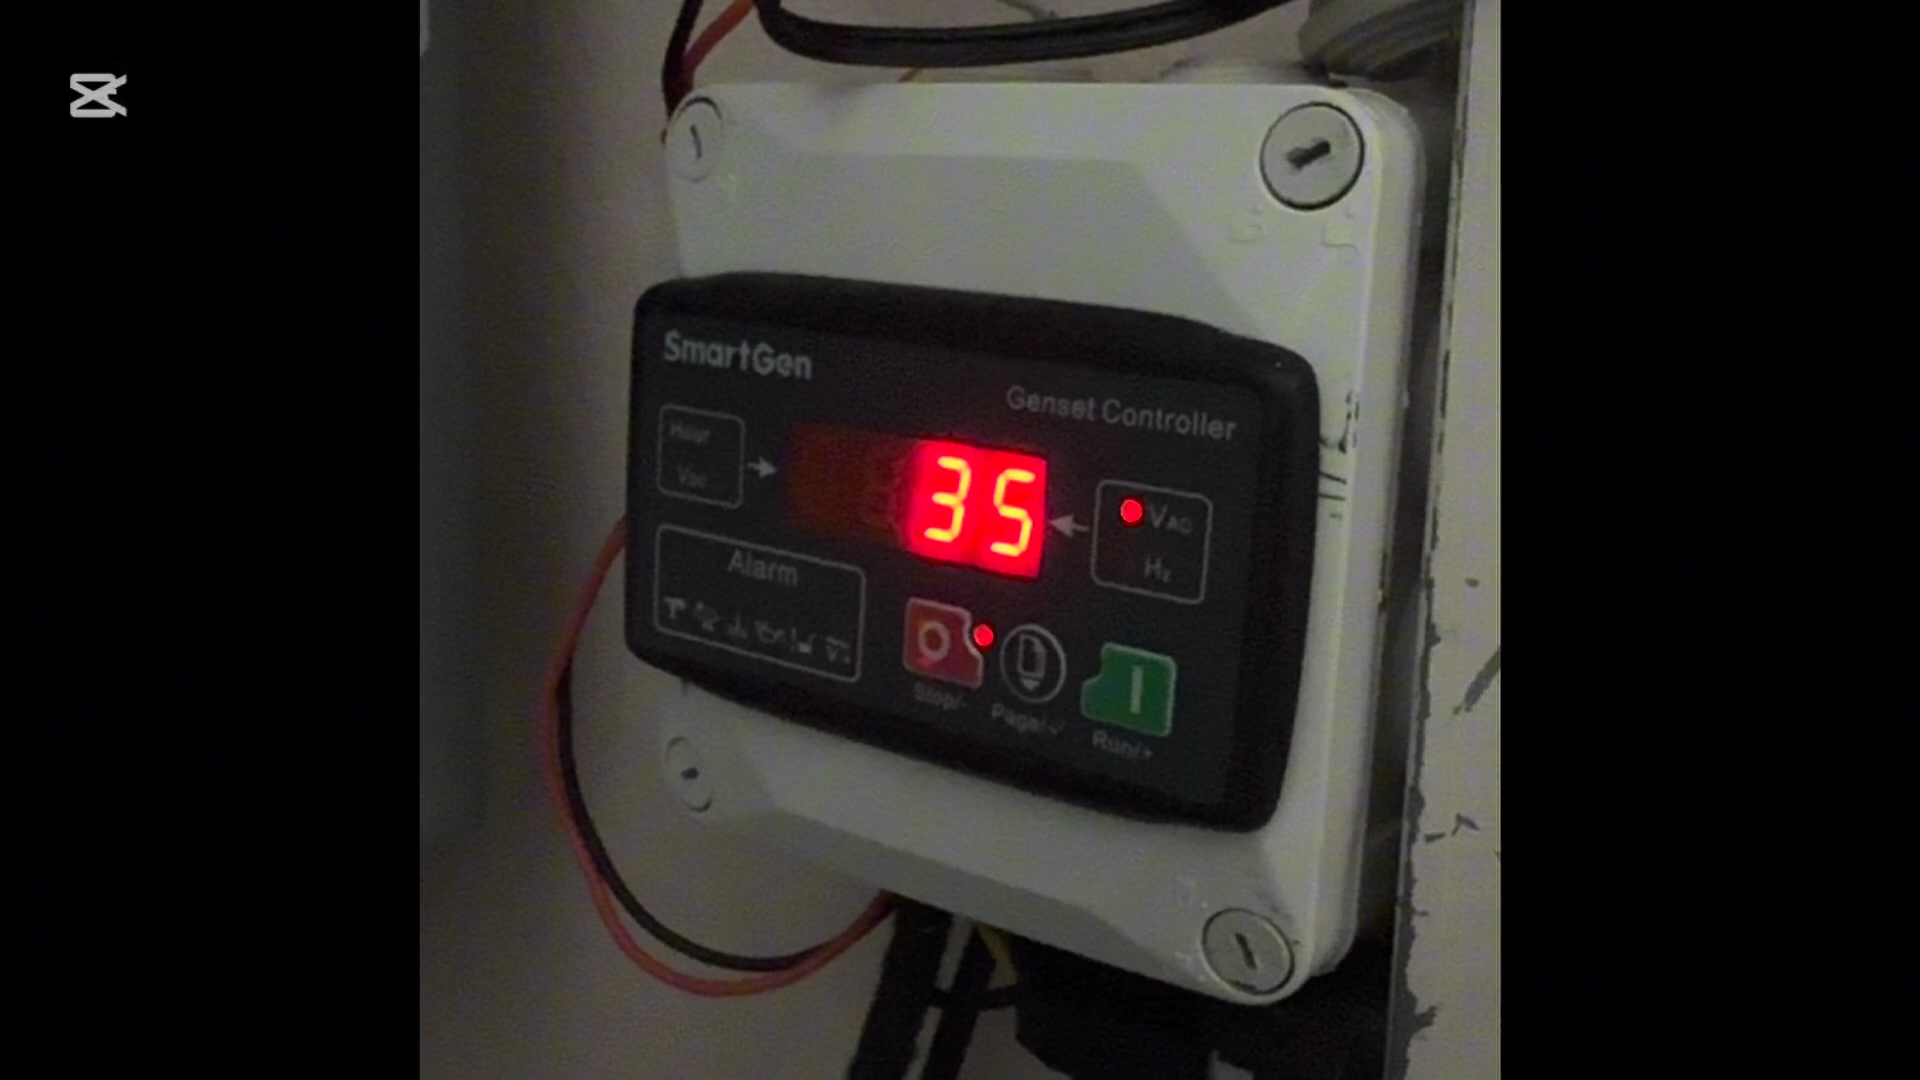 SmartGen
Genset Controller
Hour
VDC
35
VAC
Hz
Alarm
Stop/-
Page/✓
Run/+